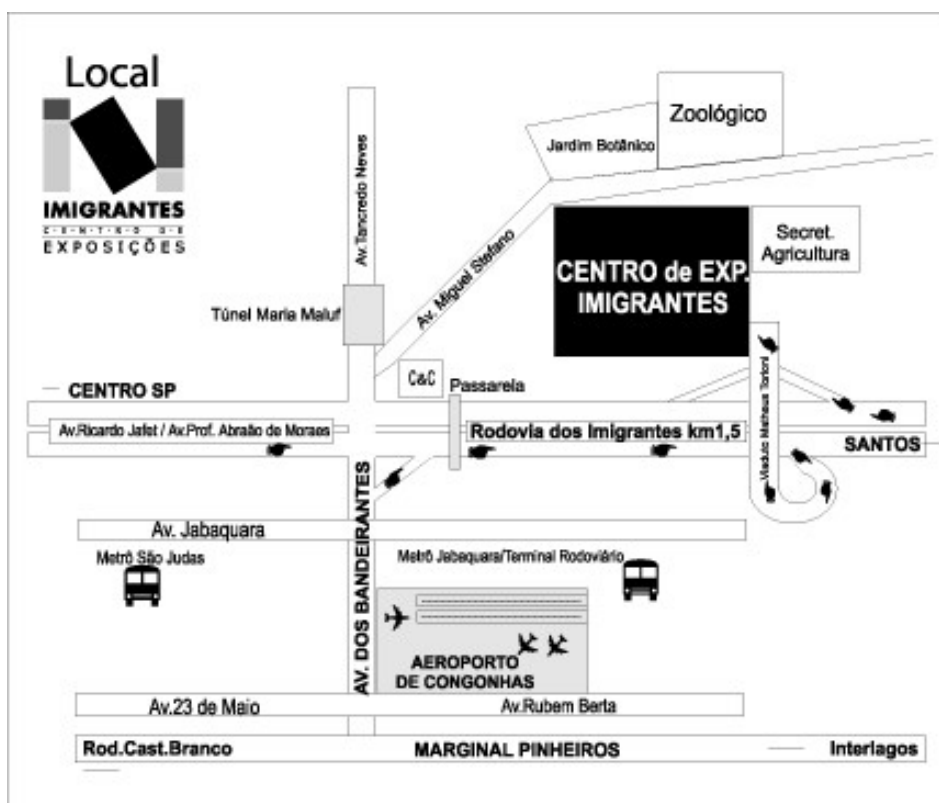 Local
IMIGRANTES
CENTRO DE
EXPOSIÇÕES
Zoológico
Jardim Botânico
Av.Tancredo Neves
Av. Miguel Stefano
CENTRO de EXP.
IMIGRANTES
Secret.
Agricultura
Túnel Maria Maluf
C&C
Passarela
CENTRO SP
Av.Ricardo Jafet / Av.Prof. Abraão de Moraes
Rodovia dos Imigrantes km1,5
SANTOS
Viaduto Matheus Torloni
AV. DOS BANDEIRANTES
Av. Jabaquara
Metrô São Judas
Metrô Jabaquara/Terminal Rodoviário
AEROPORTO
DE CONGONHAS
Av.23 de Maio
Av.Rubem Berta
Rod.Cast.Branco
MARGINAL PINHEIROS
Interlagos